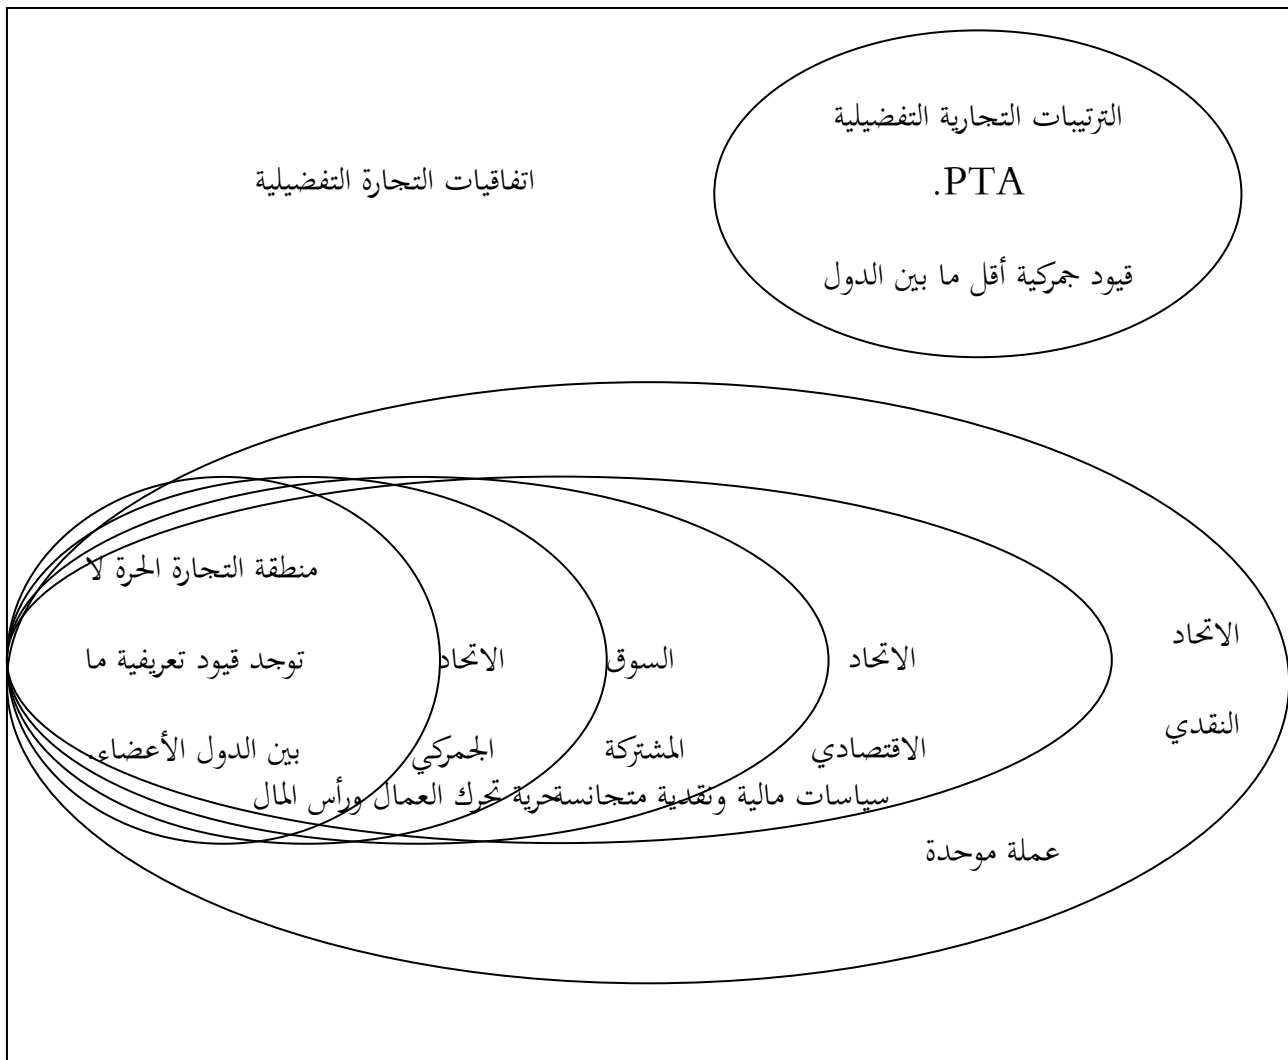 الترتيبات التجارية التفضيلية
PTA.
قيود جمركية أقل ما بين الدول
اتفاقيات التجارة التفضيلية
منطقة التجارة الحرة لا
توجد قيود تعريفية ما
بين الدول الأعضاء.
الاتحاد
الجمركي
السوق
المشتركة
الاتحاد
الاقتصادي
الاتحاد
النقدي
حرية تحرك العمال ورأس المال
سياسات مالية ونقدية متجانسة
عملة موحدة